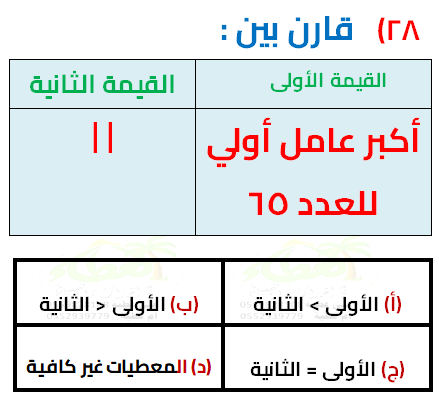 ٢٨) قارن بين :
القيمة الأولى القيمة الثانية
أكبر عامل أولي ١١
للعدد ٦٥
(أ) الأولى > الثانية (ب) الأولى < الثانية
0552939779
(ج) الأولى = الثانية (د) المعطيات غير كافية